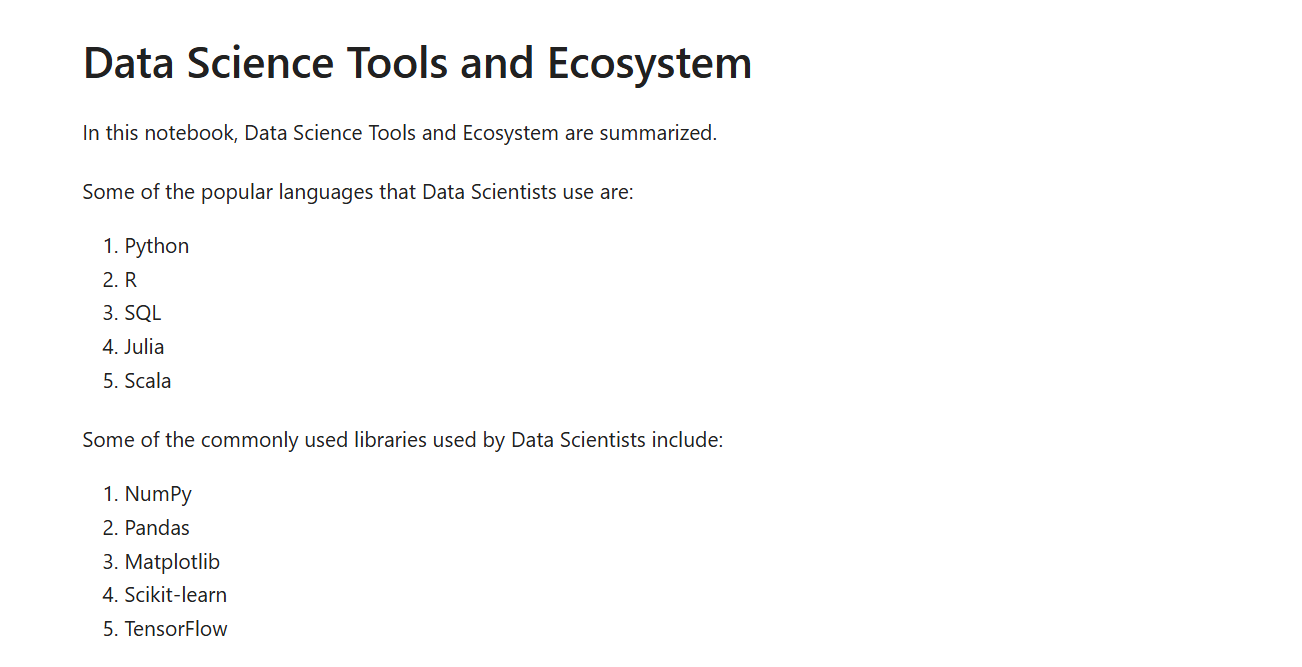 Data Science Tools and Ecosystem
In this notebook, Data Science Tools and Ecosystem are summarized.
Some of the popular languages that Data Scientists use are:
1. Python
2. R
3. SQL
4. Julia
5. Scala
Some of the commonly used libraries used by Data Scientists include:
1. NumPy
2. Pandas
3. Matplotlib
4. Scikit-learn
5. TensorFlow